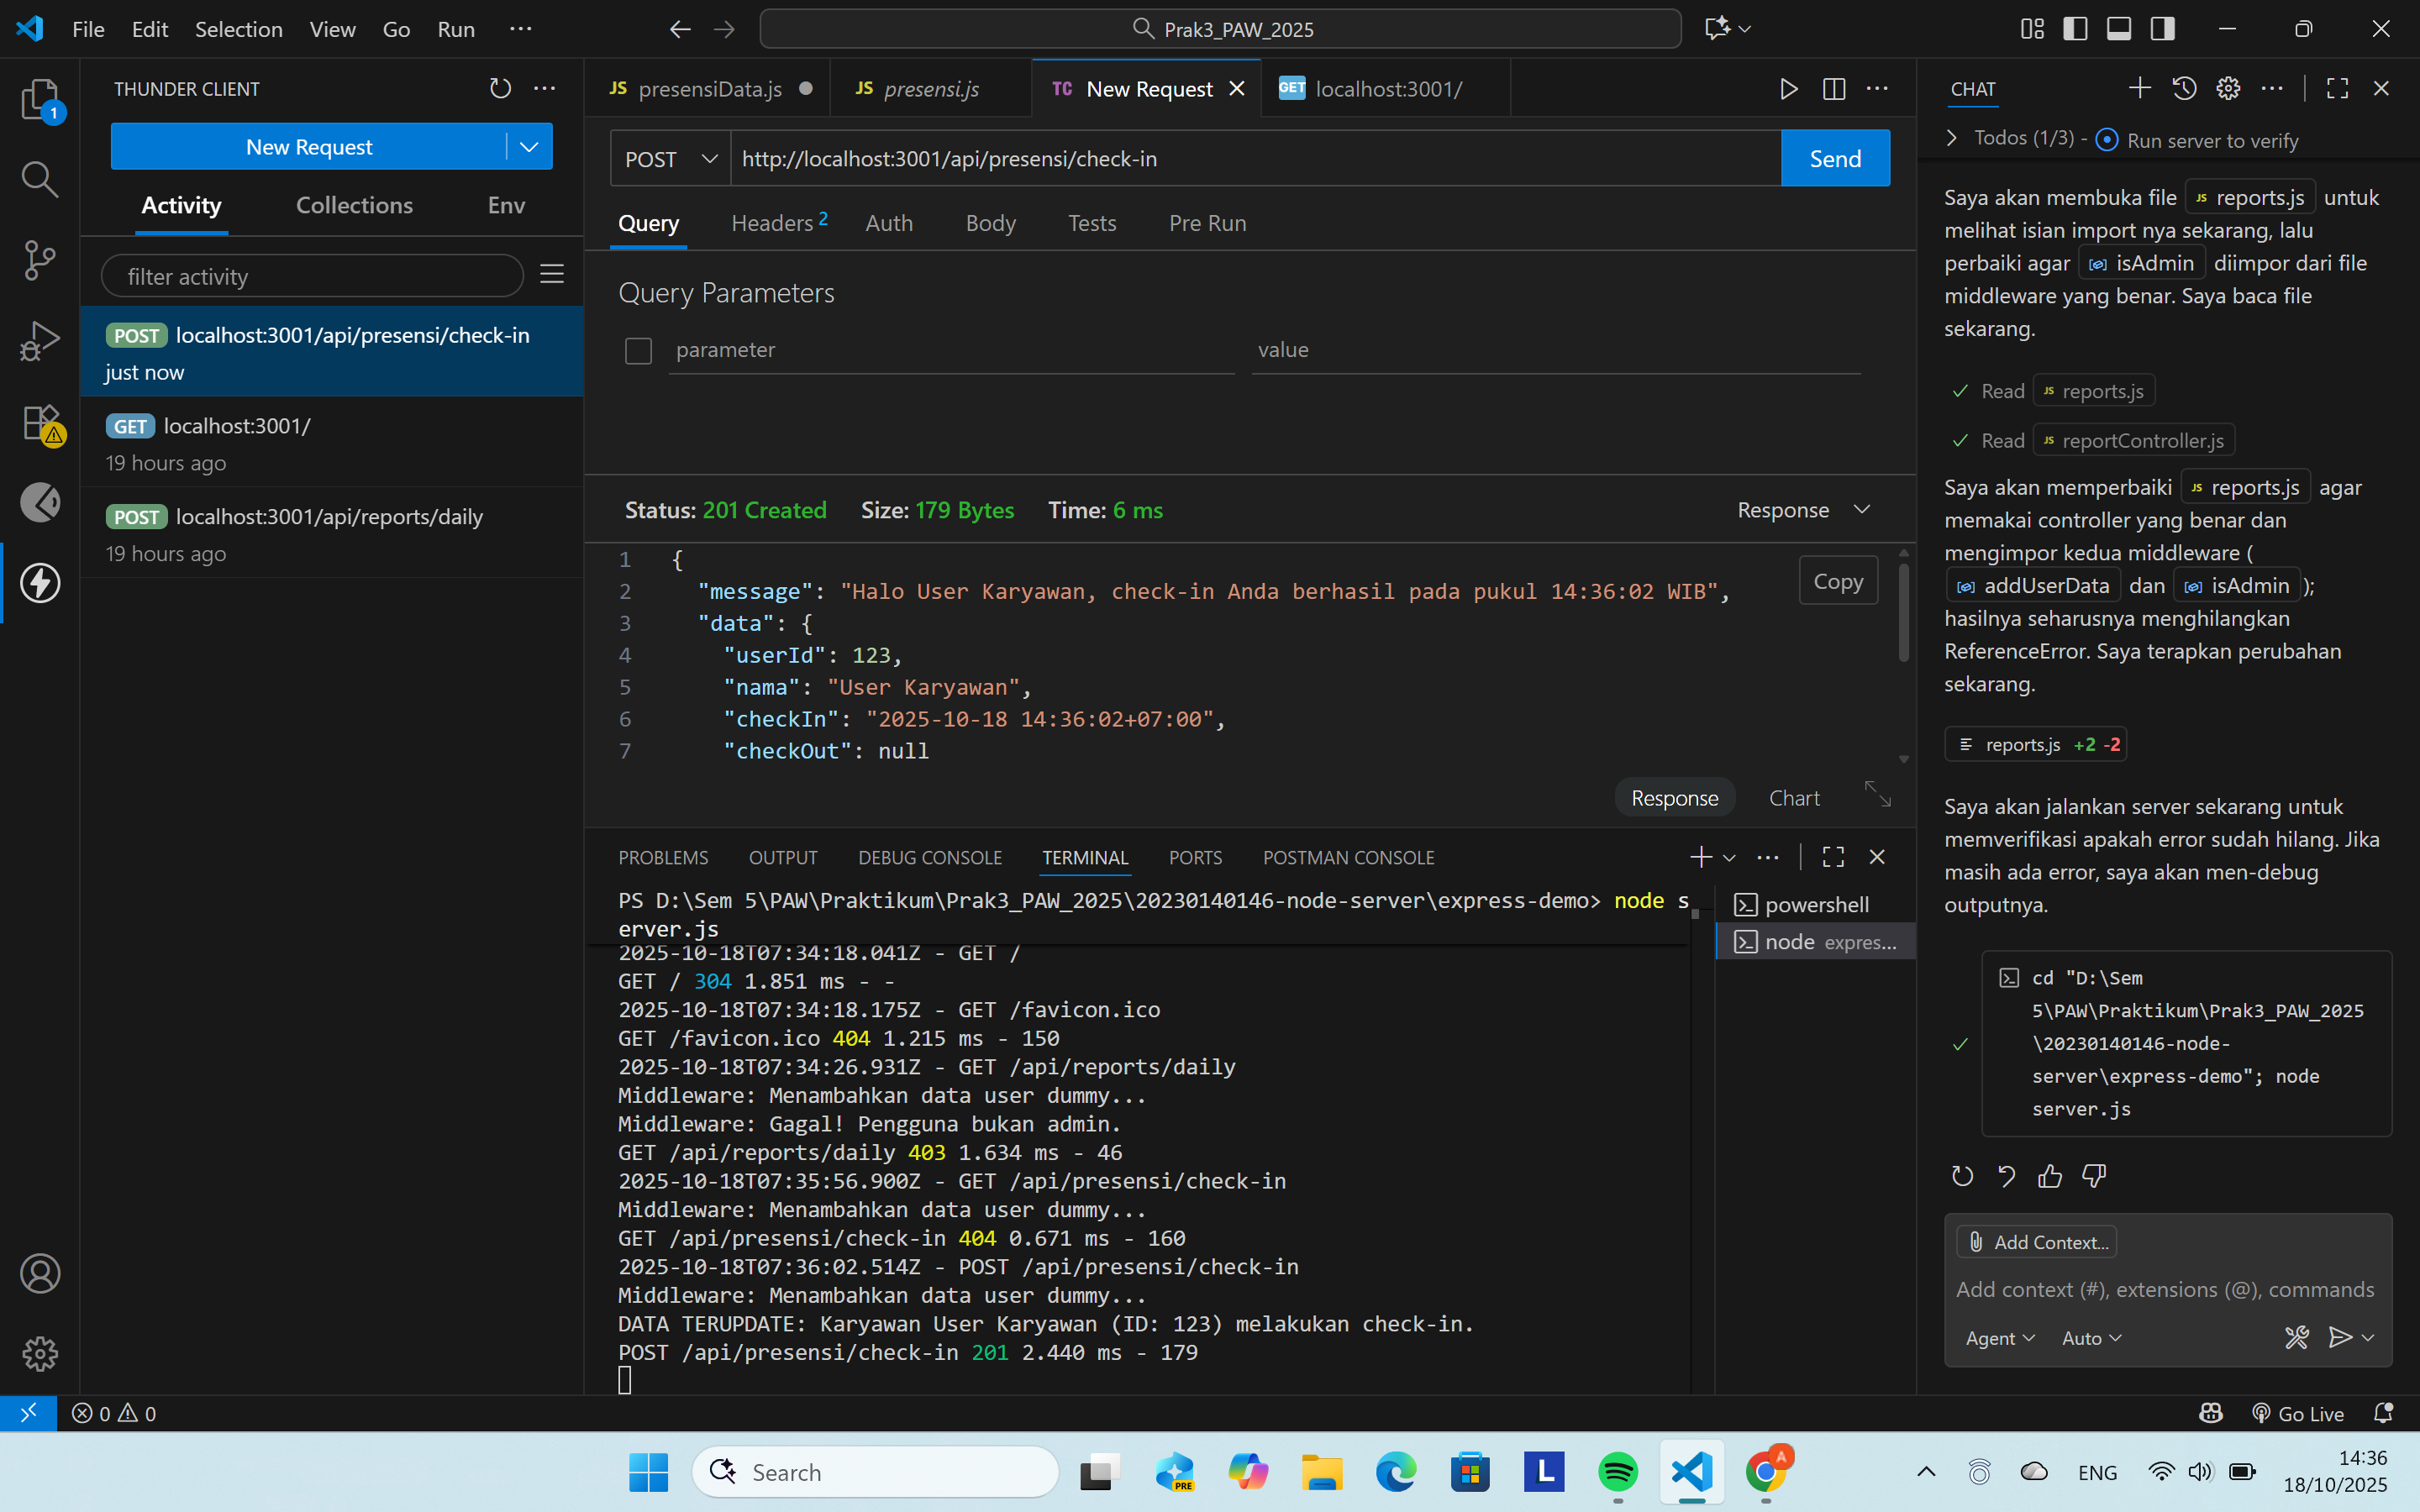 File Edit Selection View Go Run ···
Prak3_PAW_2025
THUNDER CLIENT
New Request
Activity Collections Env
filter activity
POST localhost:3001/api/presensi/check-in
just now
GET localhost:3001/
19 hours ago
POST localhost:3001/api/reports/daily
19 hours ago
1
JS presensiData.js
JS presensi.js
TC New Request
GET localhost:3001/
POST http://localhost:3001/api/presensi/check-in Send
Query Headers 2 Auth Body Tests Pre Run
Query Parameters
parameter value
Status: 201 Created Size: 179 Bytes Time: 6 ms Response
Copy
1 {
2 "message": "Halo User Karyawan, check-in Anda berhasil pada pukul 14:36:02 WIB",
3 "data": {
4 "userId": 123,
5 "nama": "User Karyawan",
6 "checkIn": "2025-10-18 14:36:02+07:00",
7 "checkOut": null
Response Chart
PROBLEMS OUTPUT DEBUG CONSOLE TERMINAL PORTS POSTMAN CONSOLE
PS D:\Sem 5\PAW\Praktikum\Prak3_PAW_2025\20230140146-node-server\express-demo> node s
erver.js
2025-10-18T07:34:18.041Z - GET /
GET / 304 1.851 ms - -
2025-10-18T07:34:18.175Z - GET /favicon.ico
GET /favicon.ico 404 1.215 ms - 150
2025-10-18T07:34:26.931Z - GET /api/reports/daily
Middleware: Menambahkan data user dummy...
Middleware: Gagal! Pengguna bukan admin.
GET /api/reports/daily 403 1.634 ms - 46
2025-10-18T07:35:56.900Z - GET /api/presensi/check-in
Middleware: Menambahkan data user dummy...
GET /api/presensi/check-in 404 0.671 ms - 160
2025-10-18T07:36:02.514Z - POST /api/presensi/check-in
Middleware: Menambahkan data user dummy...
DATA TERUPDATE: Karyawan User Karyawan (ID: 123) melakukan check-in.
POST /api/presensi/check-in 201 2.440 ms - 179
powershell
node expres...
CHAT
Todos (1/3) - Run server to verify
Saya akan membuka file JS reports.js untuk
melihat isian import nya sekarang, lalu
perbaiki agar isAdmin diimpor dari file
middleware yang benar. Saya baca file
sekarang.
Read JS reports.js
Read JS reportController.js
Saya akan memperbaiki JS reports.js agar
memakai controller yang benar dan
mengimpor kedua middleware (
addUserData dan isAdmin );
hasilnya seharusnya menghilangkan
ReferenceError. Saya terapkan perubahan
sekarang.
reports.js +2 -2
Saya akan jalankan server sekarang untuk
memverifikasi apakah error sudah hilang. Jika
masih ada error, saya akan men-debug
outputnya.
cd "D:\Sem
5\PAW\Praktikum\Prak3_PAW_2025
\20230140146-node-
server\express-demo"; node
server.js
Add Context...
Add context (#), extensions (@), commands
Agent Auto
0 0
Go Live
Search
PRE
L
A
ENG
14:36
18/10/2025